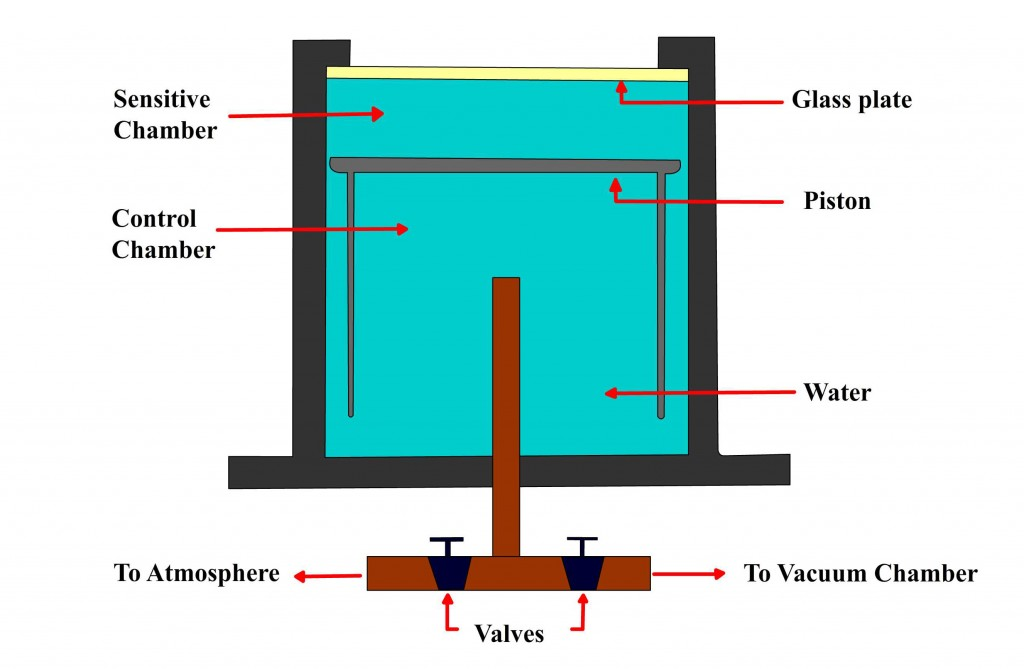 Sensitive
Chamber
Glass plate
Piston
Control
Chamber
Water
To Atmosphere
To Vacuum Chamber
Valves